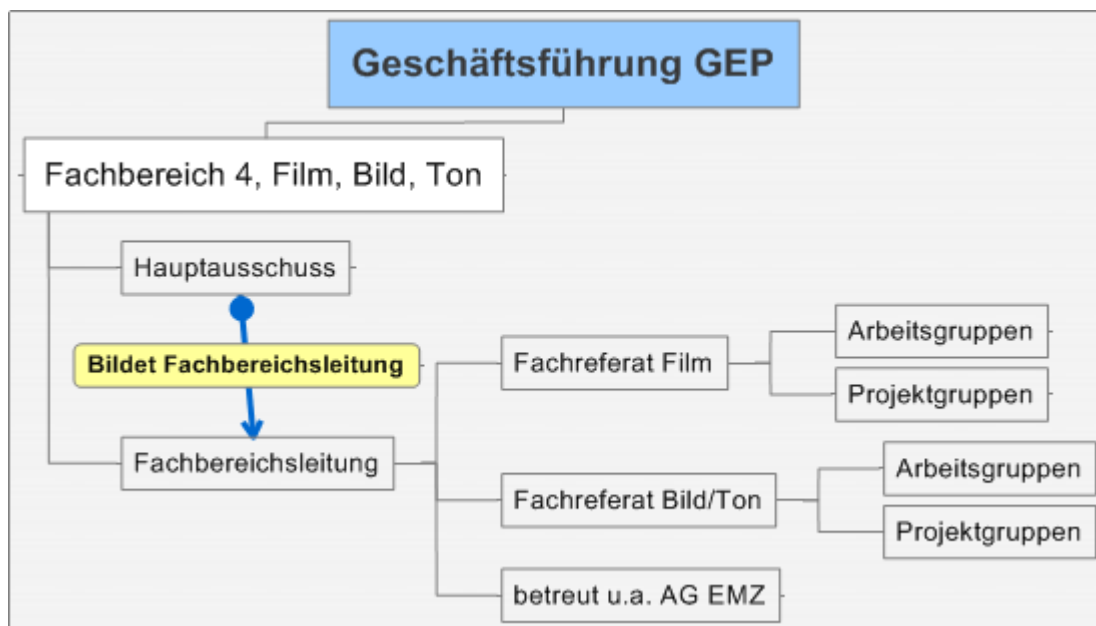 Geschäftsführung GEP
Fachbereich 4, Film, Bild, Ton
Hauptausschuss
Bildet Fachbereichsleitung
Fachbereichsleitung
Fachreferat Film
Arbeitsgruppen
Projektgruppen
Fachreferat Bild/Ton
Arbeitsgruppen
Projektgruppen
betreut u.a. AG EMZ